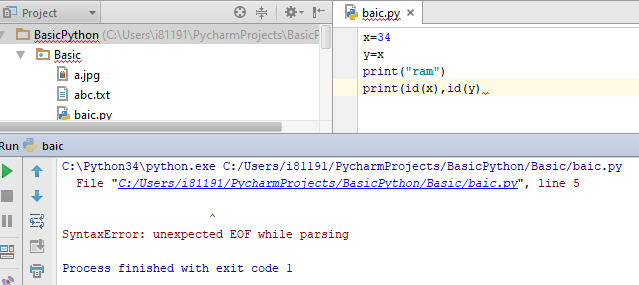 Project
baic.py ×
BasicPython (C:\Users\i81191\PycharmProjects\BasicP
Basic
a.jpg
abc.txt
baic.py
x=34
y=x
print("ram")
print(id(x),id(y)
Run baic
C:\Python34\python.exe C:/Users/i81191/PycharmProjects/BasicPython/Basic/baic.py
File "C:/Users/i81191/PycharmProjects/BasicPython/Basic/baic.py", line 5
^
SyntaxError: unexpected EOF while parsing
Process finished with exit code 1